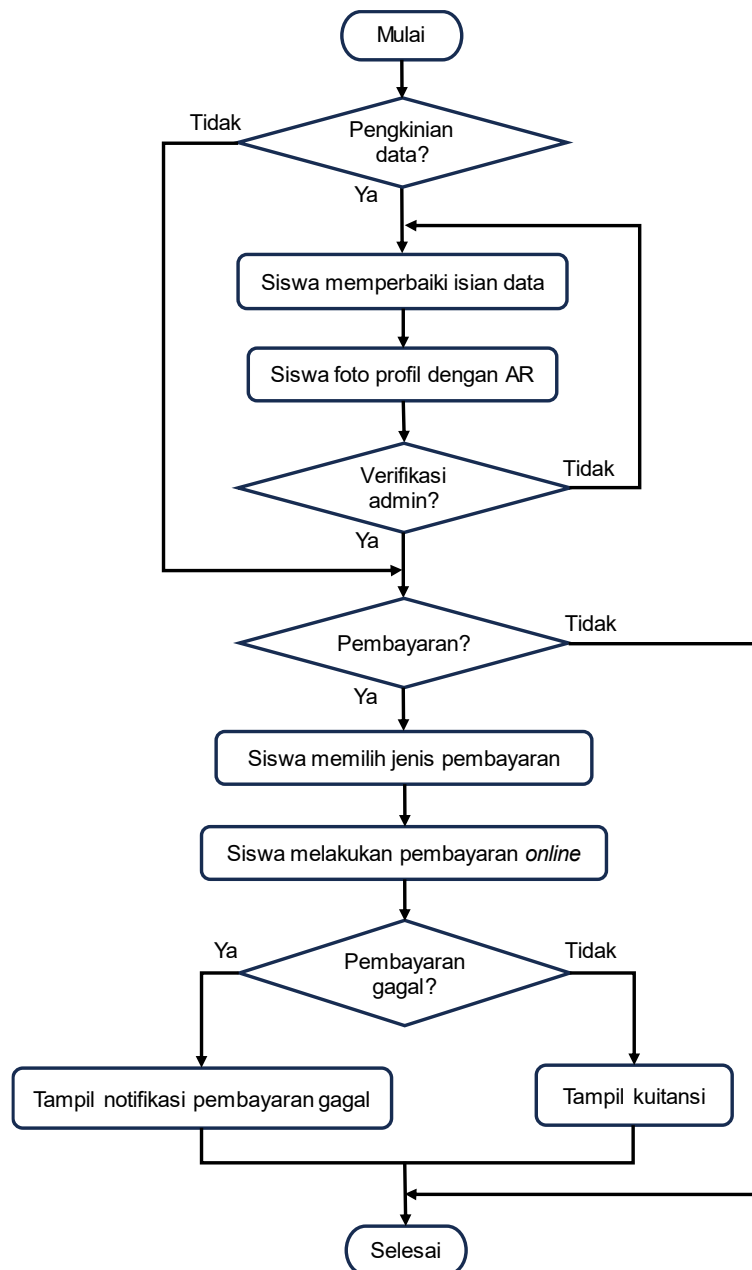 Mulai
Tidak
Pengkinian
data?
Ya
Siswa memperbaiki isian data
Siswa foto profil dengan AR
Verifikasi
admin?
Tidak
Ya
Pembayaran?
Tidak
Ya
Siswa memilih jenis pembayaran
Siswa melakukan pembayaran online
Ya
Pembayaran
gagal?
Tidak
Tampil notifikasi pembayaran gagal
Tampil kuitansi
Selesai